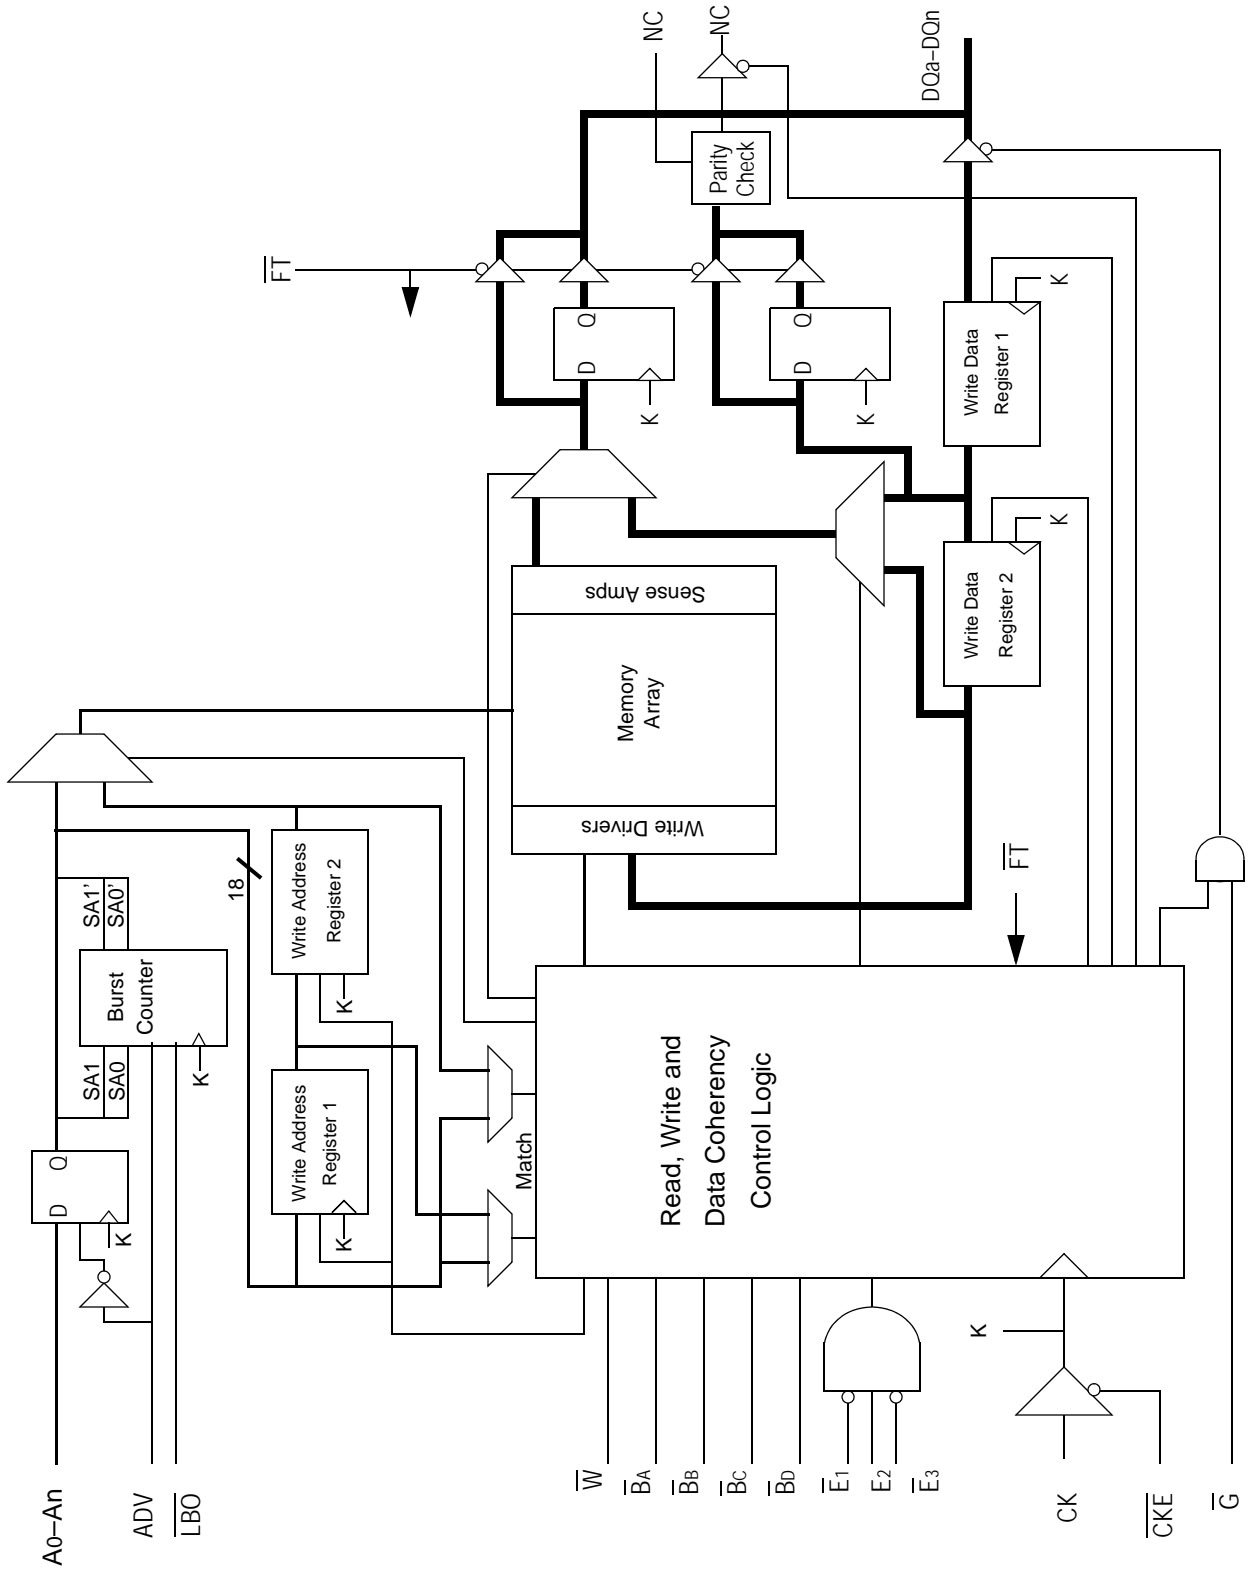 NC
NC
DQa–DQn
Parity
Check
FT
D
Q
K
D
Q
K
Write Data
Register 1
K
Write Data
Register 2
K
Sense Amps
Memory
Array
Write Drivers
18
SA1'
SA0'
Burst
Counter
SA1
SA0
K
Write Address
Register 2
K
Write Address
Register 1
K
D
Q
K
Match
FT
Read, Write and
Data Coherency
Control Logic
K
A0–An
ADV
LBO
W
BA
BB
BC
BD
E1
E2
E3
CK
CKE
G